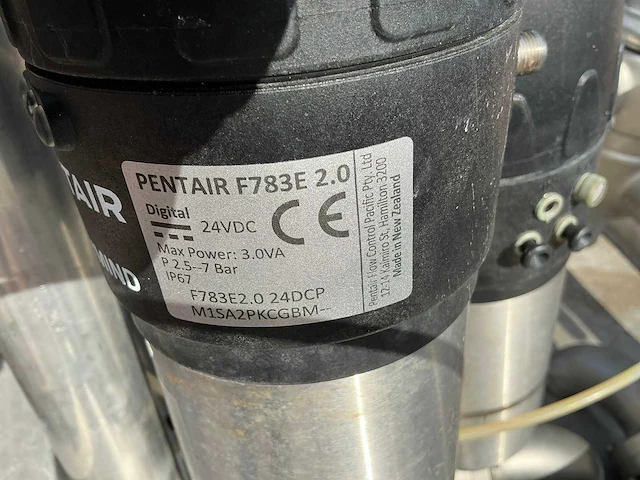 PENTAIR F783E 2.0
Digital
24VDC
CE
Max Power: 3.0VA
P 2.5--7 Bar
IP67
F783E2.0 24DCP
M1SA2PKCGBM--
Pentair Flow Control Pacific Pty. Ltd
12-14 Kaimiro St, Hamilton 3200
Made in New Zealand
TAIR
MIND